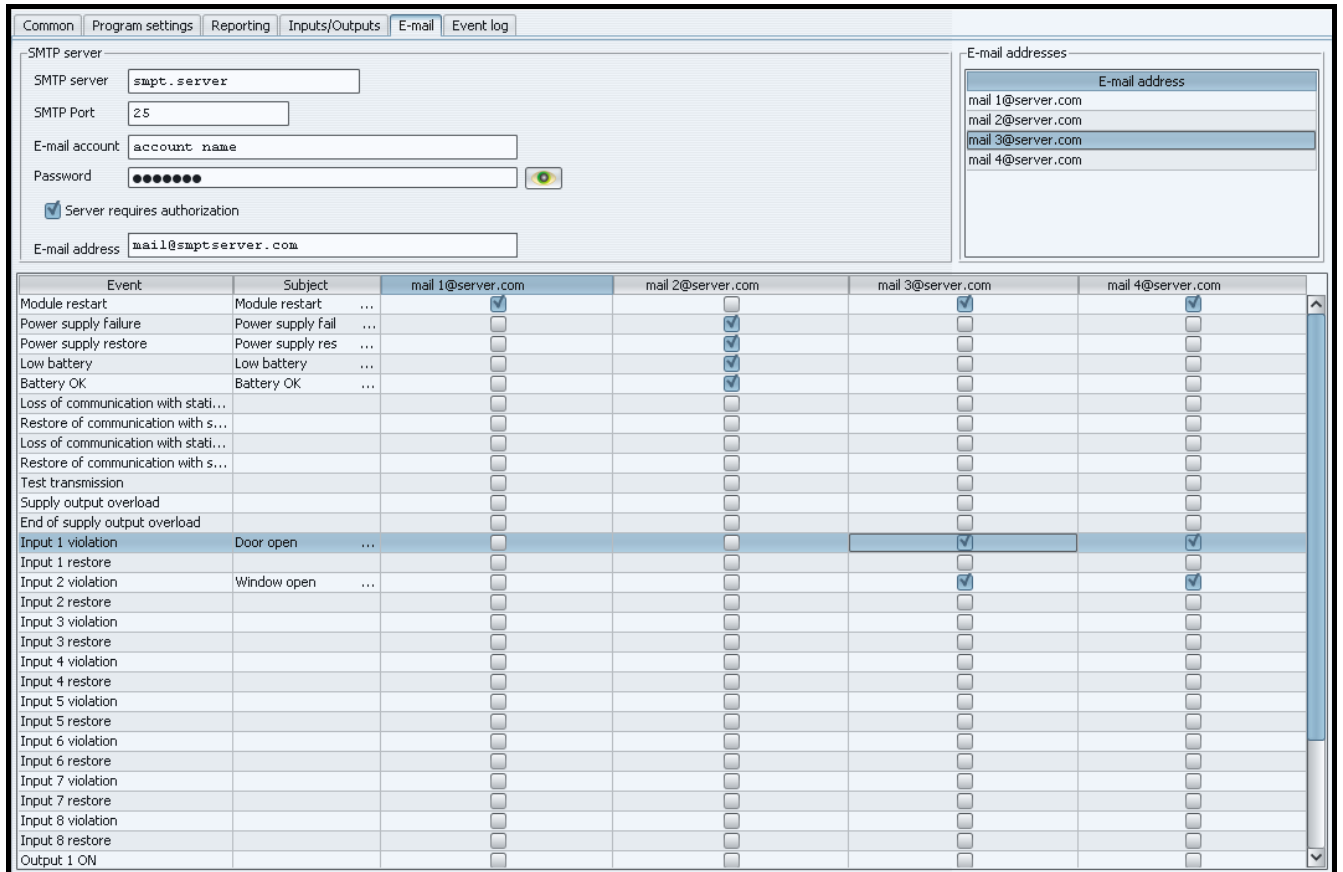 Common Program settings Reporting Inputs/Outputs E-mail Event log
SMTP server
SMTP server smpt.server
SMTP Port 25
E-mail account account name
Password ●●●●●●●
Server requires authorization
E-mail address mail@smptserver.com
E-mail addresses
E-mail address
mail 1@server.com
mail 2@server.com
mail 3@server.com
mail 4@server.com
Event Subject mail 1@server.com mail 2@server.com mail 3@server.com mail 4@server.com
Module restart Module restart ...
Power supply failure Power supply fail ...
Power supply restore Power supply res ...
Low battery Low battery ...
Battery OK Battery OK ...
Loss of communication with stati...
Restore of communication with s...
Loss of communication with stati...
Restore of communication with s...
Test transmission
Supply output overload
End of supply output overload
Input 1 violation Door open ...
Input 1 restore
Input 2 violation Window open ...
Input 2 restore
Input 3 violation
Input 3 restore
Input 4 violation
Input 4 restore
Input 5 violation
Input 5 restore
Input 6 violation
Input 6 restore
Input 7 violation
Input 7 restore
Input 8 violation
Input 8 restore
Output 1 ON